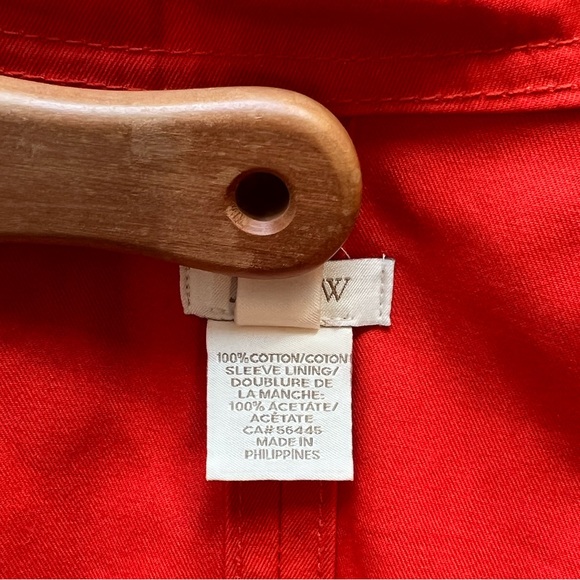 W
100% COTTON/COTON
SLEEVE LINING/
DOUBLURE DE
LA MANCHE:
100% ACETATE/
ACÉTATE
CA# 56445
MADE IN
PHILIPPINES